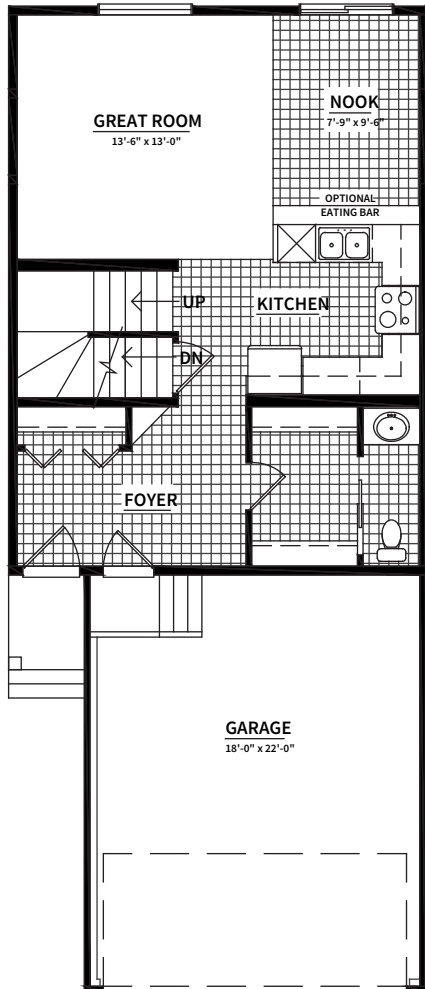 NOOK
7'-9" x 9'-6"
GREAT ROOM
13'-6" x 13'-0"
OPTIONAL
EATING BAR
UP
KITCHEN
DN
FOYER
GARAGE
18'-0" x 22'-0"